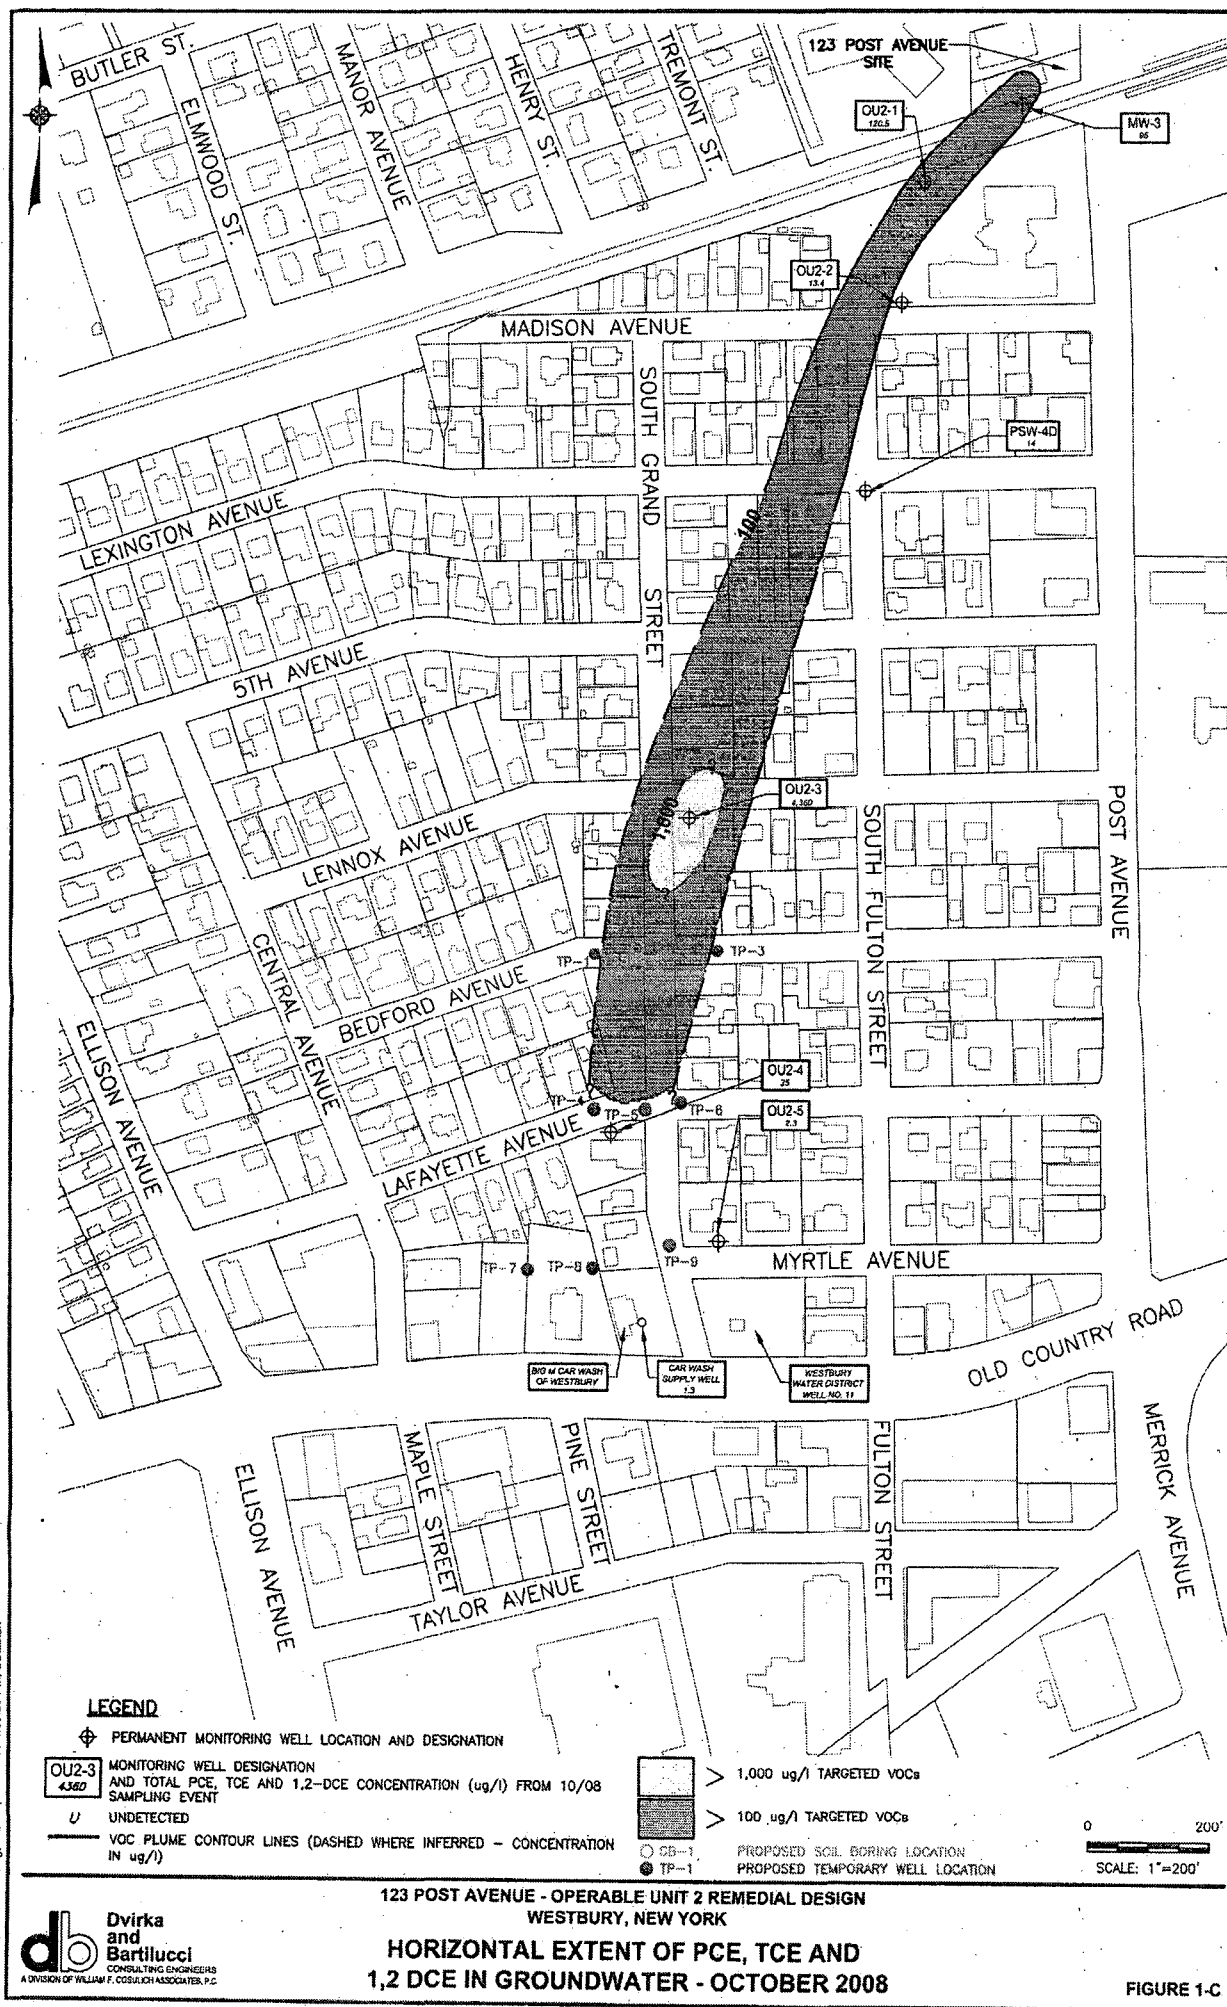 BUTLER ST.
ELMWOOD ST.
MANOR AVENUE
HENRY ST.
TREMONT ST.
123 POST AVENUE
SITE
OU2-1
120.5
MW-3
OU2-2
13.4
MADISON AVENUE
SOUTH GRAND STREET
PSW-4D
14
100
LEXINGTON AVENUE
5TH AVENUE
OU2-3
1,000
LENNOX AVENUE
SOUTH FULTON STREET
POST AVENUE
CENTRAL AVENUE
TP-1
TP-3
BEDFORD AVENUE
ELLISON AVENUE
OU2-4
25
TP-4
TP-5
TP-6
OU2-5
2.3
LAFAYETTE AVENUE
TP-7
TP-8
TP-9
MYRTLE AVENUE
OLD COUNTRY ROAD
BIG M CAR WASH
OF WESTBURY
CAR WASH
SUPPLY WELL
1.3
WESTBURY
WATER DISTRICT
WELL NO. 11
ELLISON AVENUE
MAPLE STREET
PINE STREET
FULTON STREET
MERRICK AVENUE
TAYLOR AVENUE
LEGEND
PERMANENT MONITORING WELL LOCATION AND DESIGNATION
OU2-3
4360
MONITORING WELL DESIGNATION
AND TOTAL PCE, TCE AND 1,2-DCE CONCENTRATION (ug/l) FROM 10/08
SAMPLING EVENT
U UNDETECTED
VOC PLUME CONTOUR LINES (DASHED WHERE INFERRED - CONCENTRATION
IN ug/l)
> 1,000 ug/l TARGETED VOCs
> 100 ug/l TARGETED VOCs
PROPOSED SOIL BORING LOCATION
TP-1 PROPOSED TEMPORARY WELL LOCATION
0 200'
SCALE: 1"=200'
123 POST AVENUE - OPERABLE UNIT 2 REMEDIAL DESIGN
WESTBURY, NEW YORK
HORIZONTAL EXTENT OF PCE, TCE AND
1,2 DCE IN GROUNDWATER - OCTOBER 2008
db
Dvirka
and
Bartilucci
CONSULTING ENGINEERS
A DIVISION OF WILLIAM F. COSULICH ASSOCIATES, P.C.
FIGURE 1-C